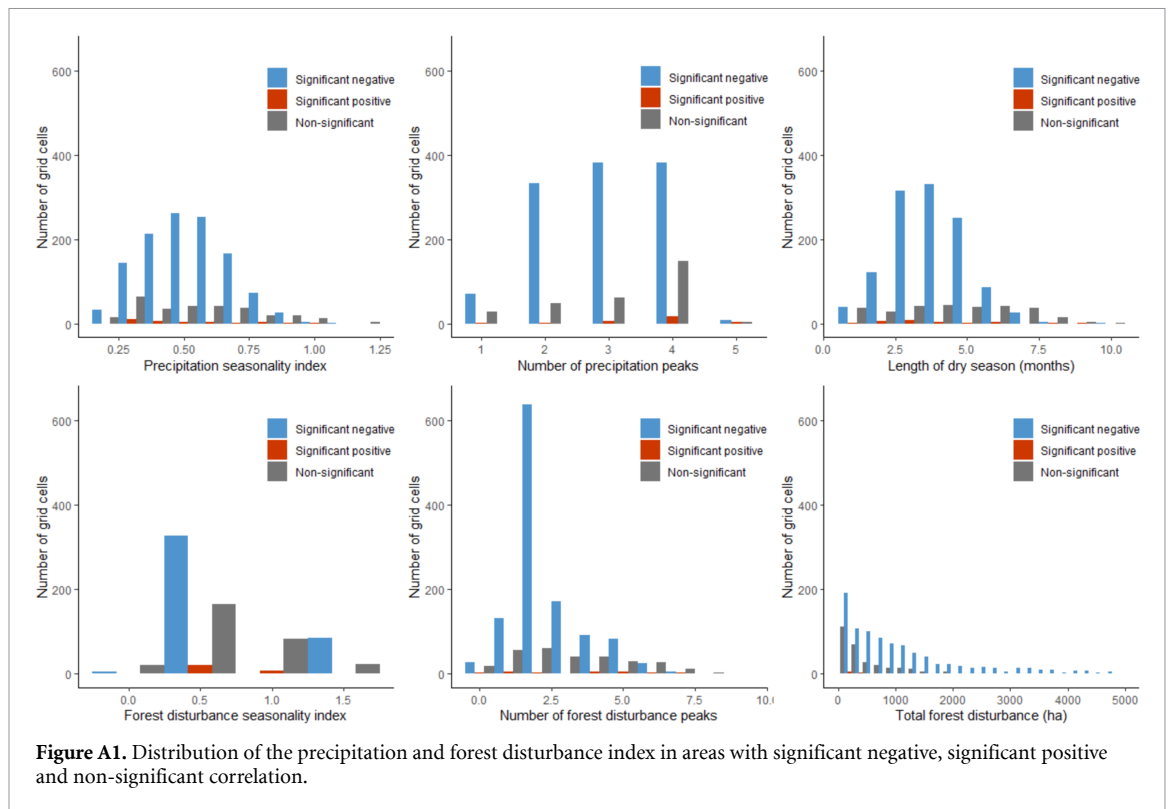 600
400
200
0
Number of grid cells
Significant negative
Significant positive
Non-significant
0.25 0.50 0.75 1.00 1.25
Precipitation seasonality index
600
400
200
0
Number of grid cells
Significant negative
Significant positive
Non-significant
1 2 3 4 5
Number of precipitation peaks
600
400
200
0
Number of grid cells
Significant negative
Significant positive
Non-significant
0.0 2.5 5.0 7.5 10.0
Length of dry season (months)
600
400
200
0
Number of grid cells
Significant negative
Significant positive
Non-significant
0.0 0.5 1.0 1.5
Forest disturbance seasonality index
600
400
200
0
Number of grid cells
Significant negative
Significant positive
Non-significant
0.0 2.5 5.0 7.5 10.0
Number of forest disturbance peaks
600
400
200
0
Number of grid cells
Significant negative
Significant positive
Non-significant
0 1000 2000 3000 4000 5000
Total forest disturbance (ha)
Figure A1. Distribution of the precipitation and forest disturbance index in areas with significant negative, significant positive
and non-significant correlation.